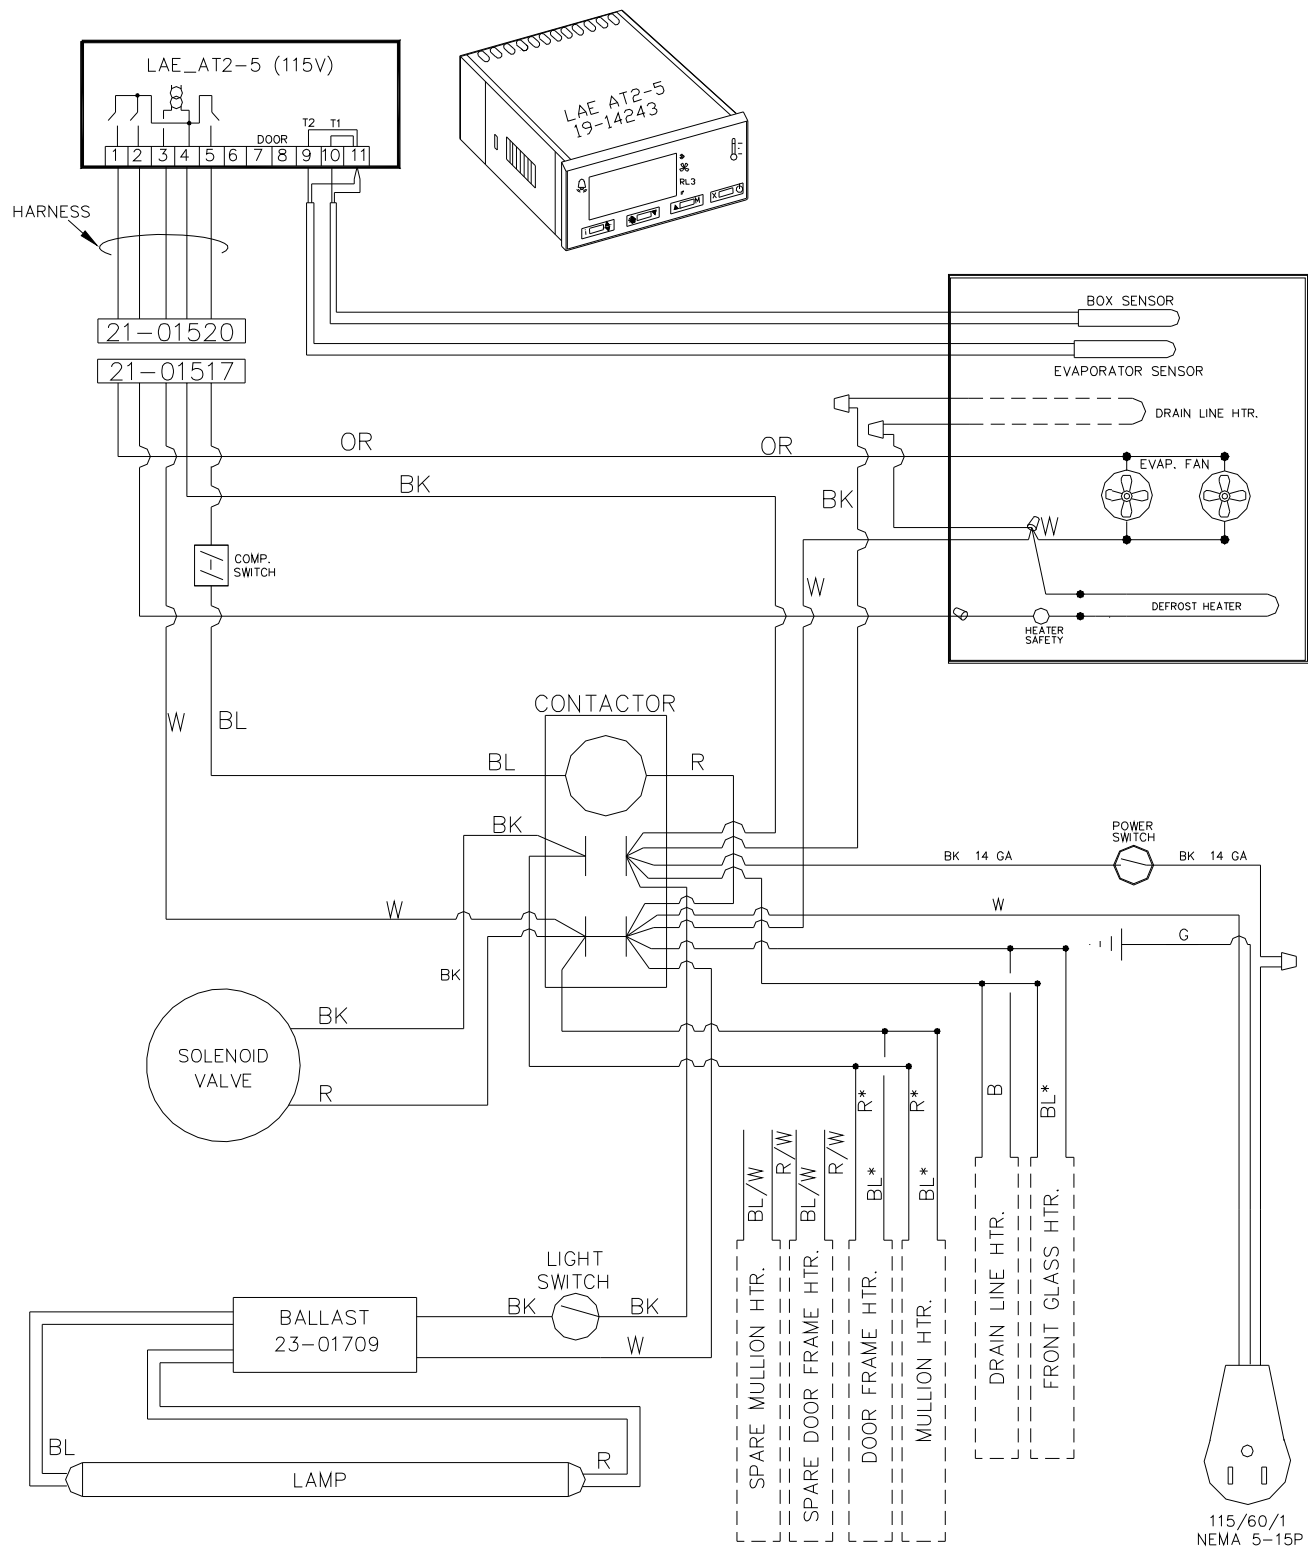 LAE_AT2-5 (115V)
T2 T1
DOOR
1 2 3 4 5 6 7 8 9 10 11
LAE AT2-5
19-14243
RL3
HARNESS
21-01520
21-01517
BOX SENSOR
EVAPORATOR SENSOR
DRAIN LINE HTR.
OR
OR
EVAP. FAN
BK
BK
W
COMP.
SWITCH
W
DEFROST HEATER
HEATER
SAFETY
CONTACTOR
W
BL
BL
R
BK
POWER
SWITCH
BK 14 GA
BK 14 GA
W
W
G
BK
BK
SOLENOID
VALVE
R
R*
R*
B
BL*
BL/W
R/W
BL/W
R/W
BL*
BL*
SPARE MULLION HTR.
SPARE DOOR FRAME HTR.
DOOR FRAME HTR.
MULLION HTR.
DRAIN LINE HTR.
FRONT GLASS HTR.
LIGHT
SWITCH
BK
BK
BALLAST
23-01709
W
BL
R
LAMP
115/60/1
NEMA 5-15P